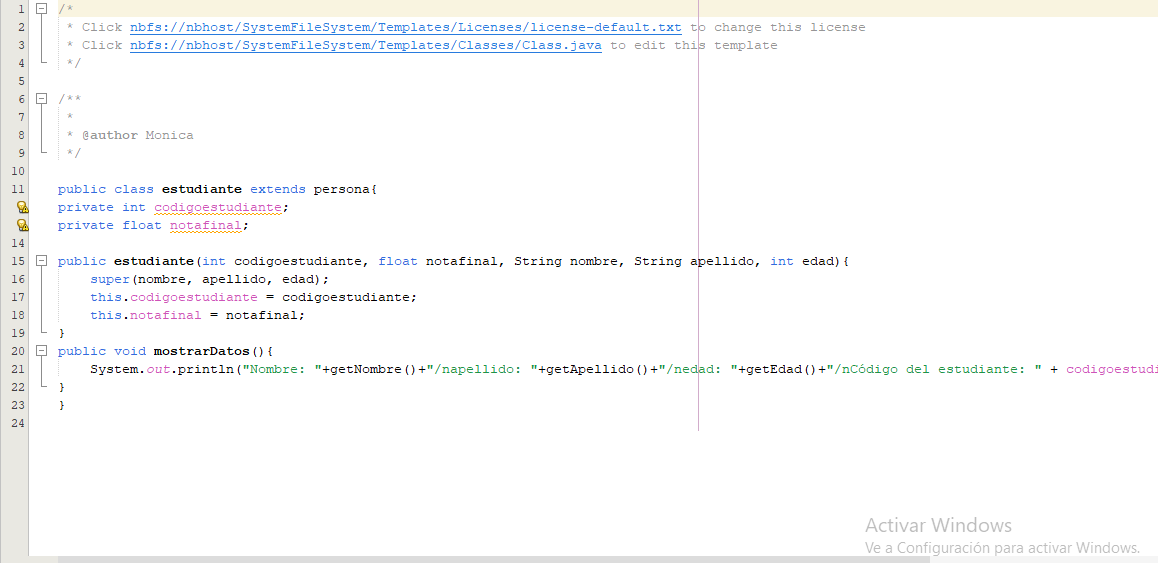 1 /*
2 * Click nbfs://nbhost/SystemFileSystem/Templates/Licenses/license-default.txt to change this license
3 * Click nbfs://nbhost/SystemFileSystem/Templates/Classes/Class.java to edit this template
4 */
5
6 /**
7 *
8 * @author Monica
9 */
10
11 public class estudiante extends persona{
private int codigoestudiante;
private float notafinal;
14
15 public estudiante(int codigoestudiante, float notafinal, String nombre, String apellido, int edad){
16 super(nombre, apellido, edad);
17 this.codigoestudiante = codigoestudiante;
18 this.notafinal = notafinal;
19 }
20 public void mostrarDatos(){
21 System.out.println("Nombre: "+getNombre()+"/napellido: "+getApellido()+"/nedad: "+getEdad()+"/nCódigo del estudiante: " + codigoestudi
22 }
23 }
24
Activar Windows
Ve a Configuración para activar Windows.